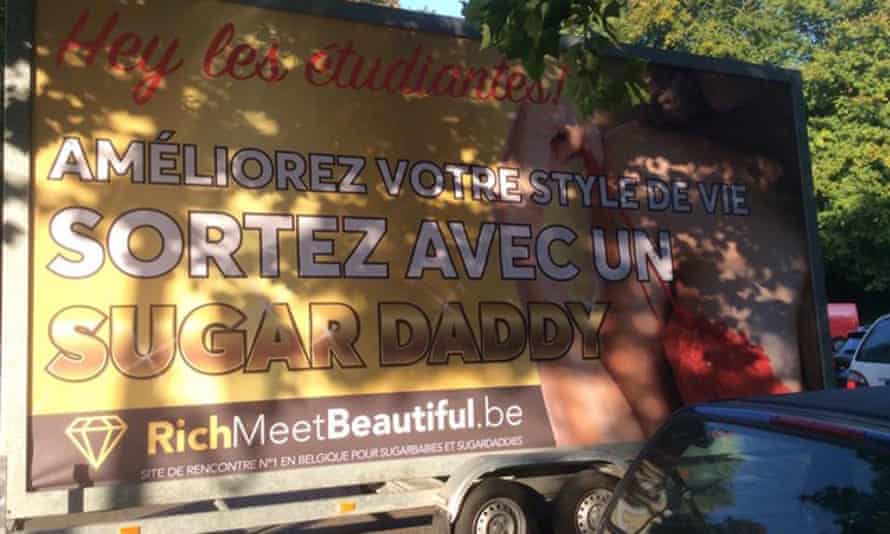 Hey les étudiantes!
AMÉLIOREZ VOTRE STYLE DE VIE
SORTEZ AVEC UN
SUGAR DADDY
RichMeetBeautiful.be
SITE DE RENCONTRE N°1 EN BELGIQUE POUR SUGARBABIES ET SUGARDADDIES